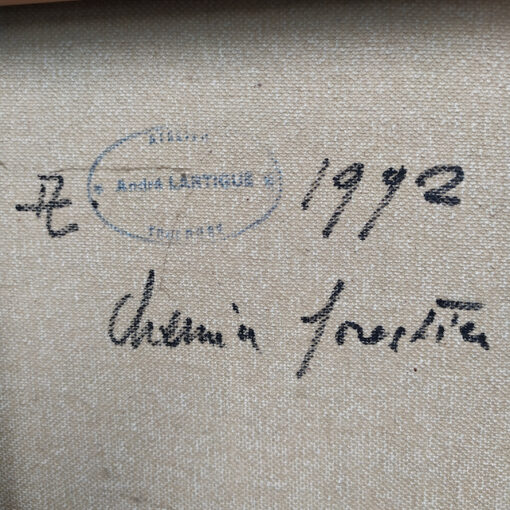 André LARTIGUE
1992
Chemin forestier